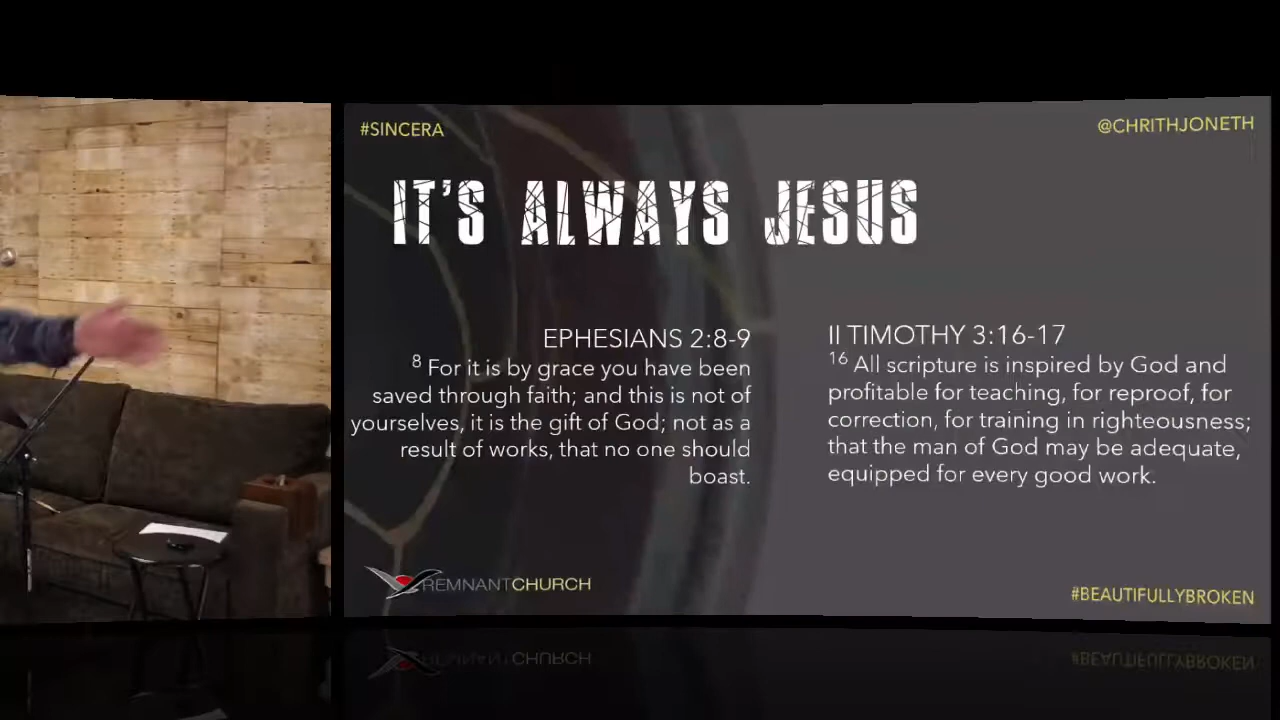 #SINCERA
@CHRITHJONETH
IT'S ALWAYS JESUS
EPHESIANS 2:8-9
8 For it is by grace you have been
saved through faith; and this is not of
yourselves, it is the gift of God; not as a
result of works, that no one should
boast.
II TIMOTHY 3:16-17
16 All scripture is inspired by God and
profitable for teaching, for reproof, for
correction, for training in righteousness;
that the man of God may be adequate,
equipped for every good work.
REMNANTCHURCH
#BEAUTIFULLYBROKEN